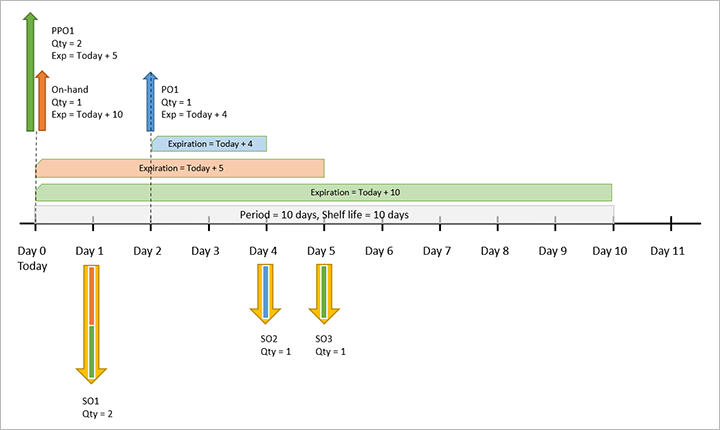 PPO1
Qty = 2
Exp = Today + 5
On-hand
Qty = 1
Exp = Today + 10
PO1
Qty = 1
Exp = Today + 4
Expiration = Today + 4
Expiration = Today + 5
Expiration = Today + 10
Period = 10 days, Shelf life = 10 days
Day 0 Day 1 Day 2 Day 3 Day 4 Day 5 Day 6 Day 7 Day 8 Day 9 Day 10 Day 11
Today
SO1
Qty = 2
SO2
Qty = 1
SO3
Qty = 1